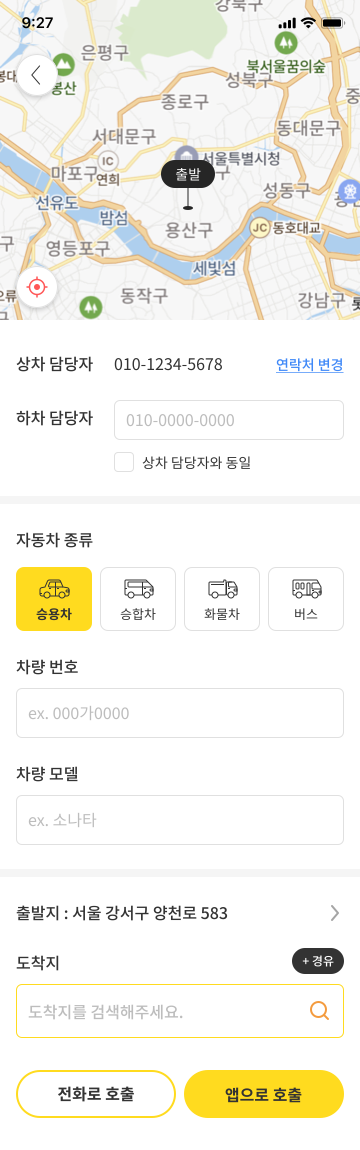 9:27
강북구
은평구
북서울꿈의숲
봉산
성북구
종로구
서대문구
동대문구
IC
연희
서울특별시청
마포구
출발
성동구
선유도
밤섬
용산구
JC
동호대교
영등포구
세빛섬
동작구
강남구
상차 담당자 010-1234-5678 연락처 변경
하차 담당자 010-0000-0000
상차 담당자와 동일
자동차 종류
승용차 승합차 화물차 버스
차량 번호
ex. 000가0000
차량 모델
ex. 소나타
출발지 : 서울 강서구 양천로 583
도착지 + 경유
도착지를 검색해주세요.
전화로 호출 앱으로 호출